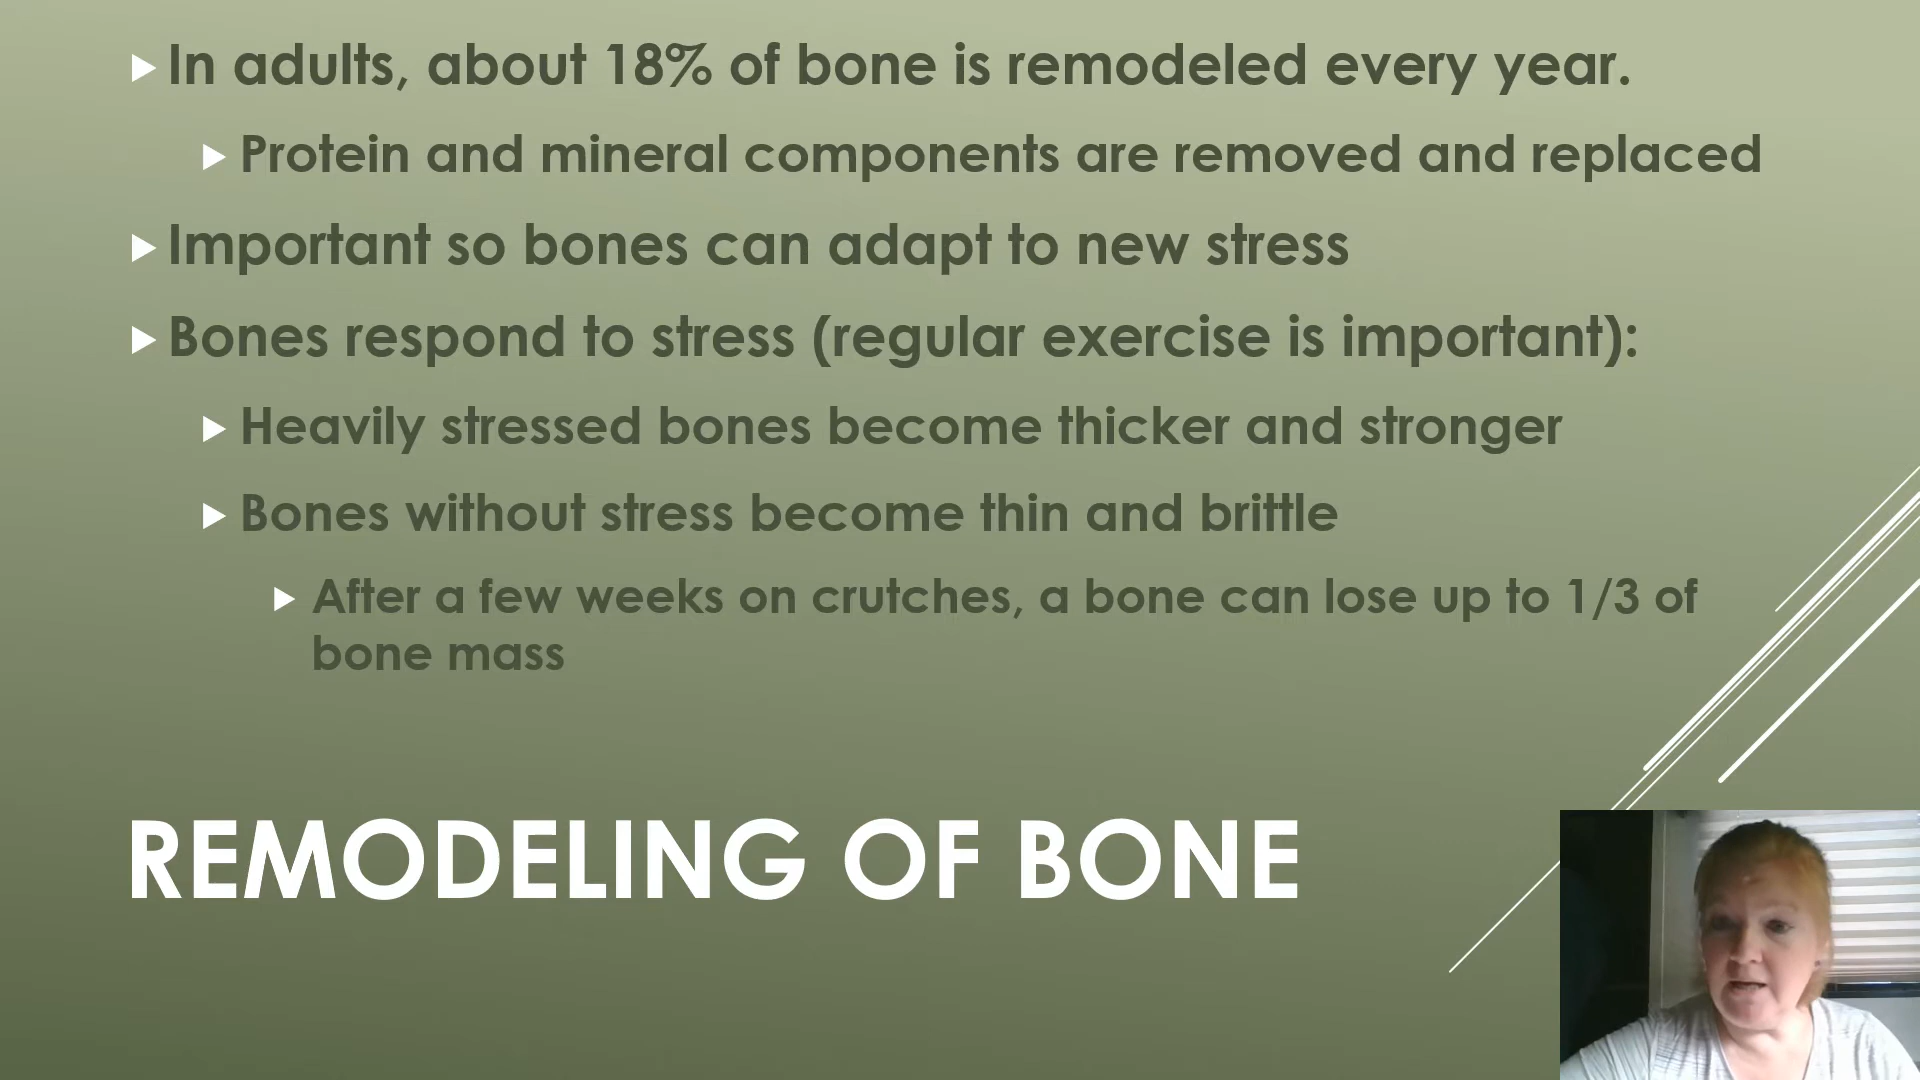 In adults, about 18% of bone is remodeled every year.
Protein and mineral components are removed and replaced
Important so bones can adapt to new stress
Bones respond to stress (regular exercise is important):
Heavily stressed bones become thicker and stronger
Bones without stress become thin and brittle
After a few weeks on crutches, a bone can lose up to 1/3 of
bone mass
REMODELING OF BONE